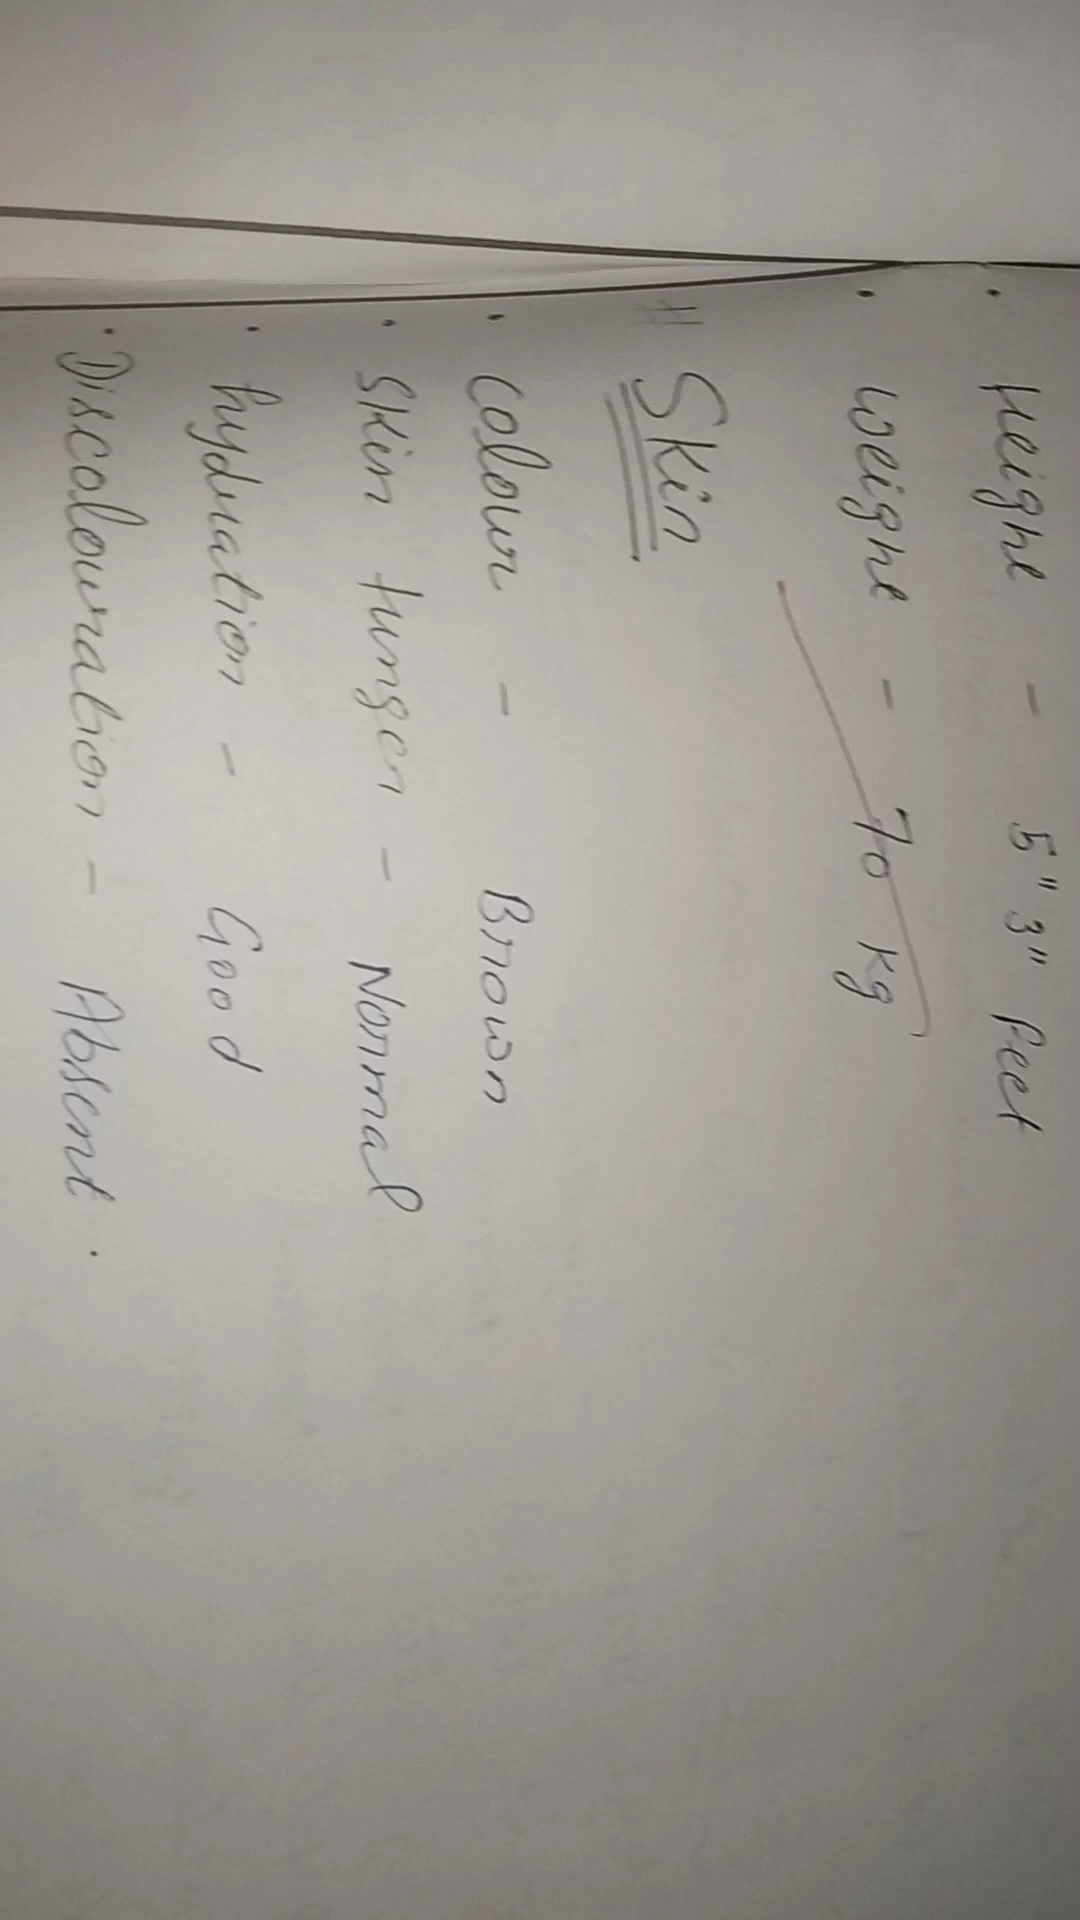 • Height - 5" 3" feet
• Weight - 70 kg
# Skin
• Colour - Brown
• Skin turger - Normal
• hydration - Good
• Discolouration - Absent.